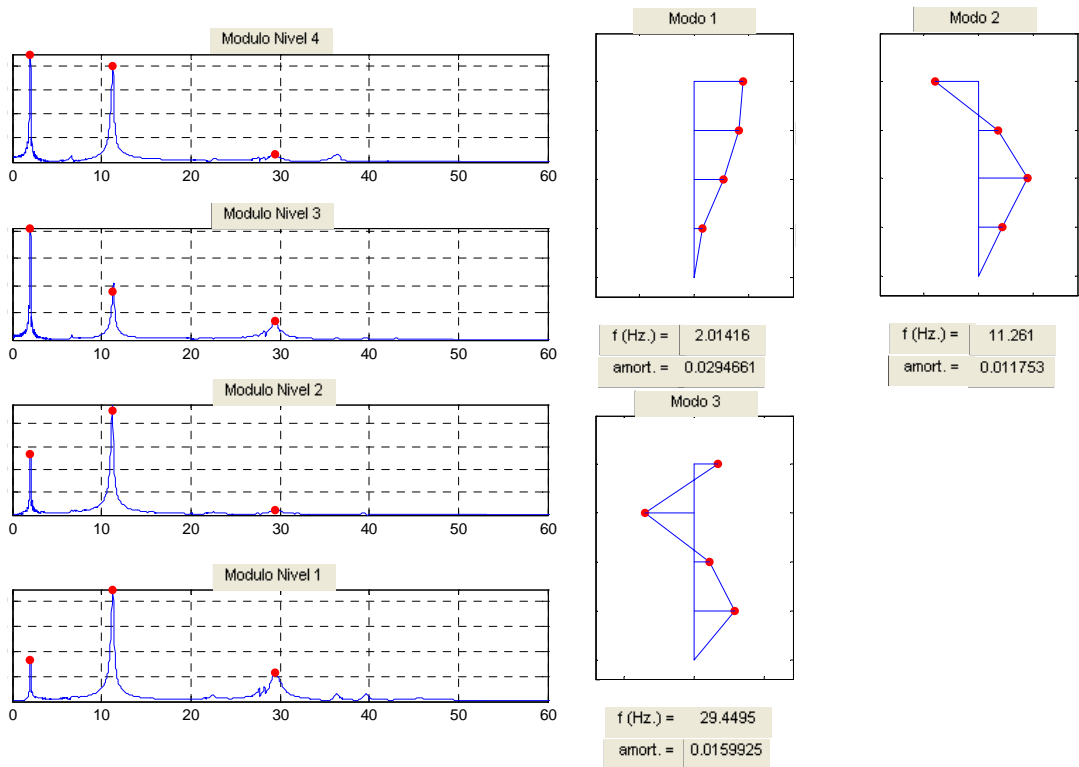 Modulo Nivel 4
0 10 20 30 40 50 60
Modulo Nivel 3
0 10 20 30 40 50 60
Modulo Nivel 2
0 10 20 30 40 50 60
Modulo Nivel 1
0 10 20 30 40 50 60
Modo 1
f (Hz.) = 2.01416
amort. = 0.0294661
Modo 2
f (Hz.) = 11.261
amort. = 0.011753
Modo 3
f (Hz.) = 29.4495
amort. = 0.0159925